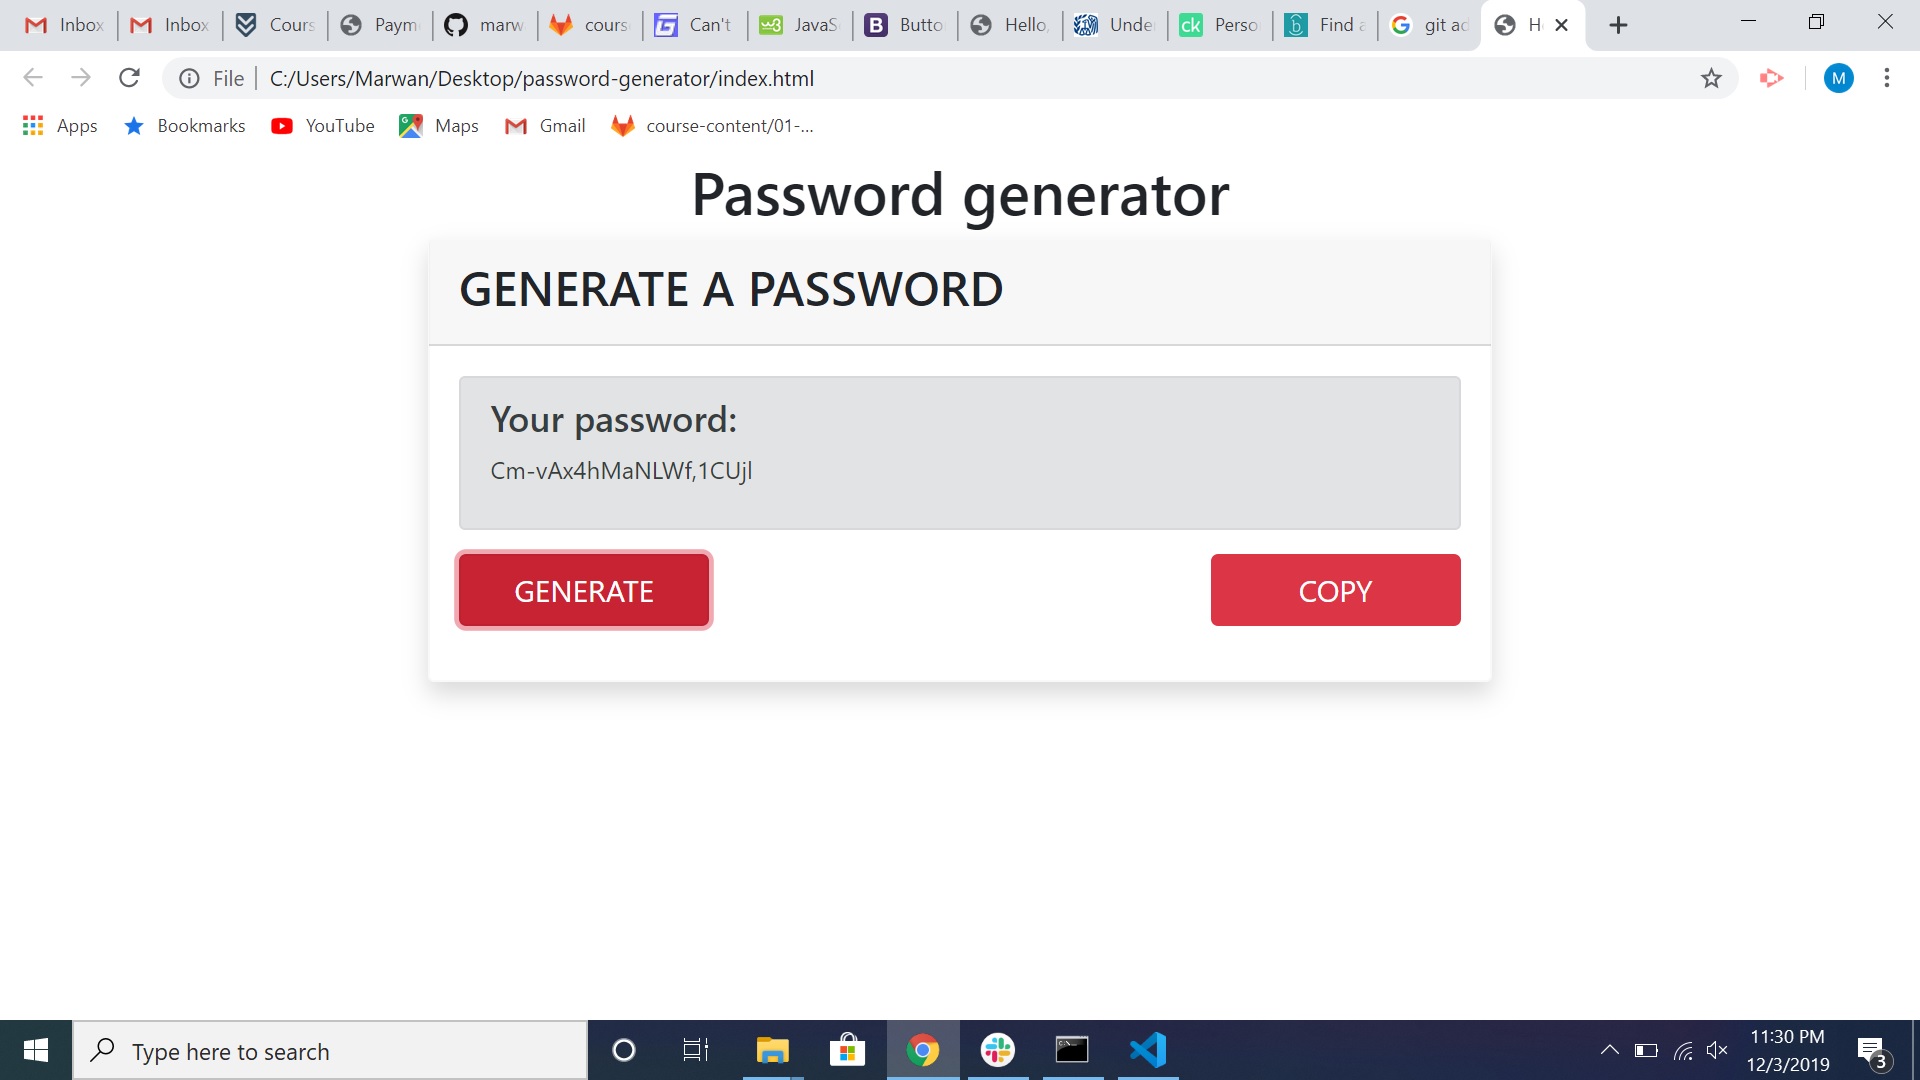 Inbox
Inbox
Cours
Paym
marw
cours
Can't
JavaS
Butto
Hello,
Unde
Perso
Find a
git ad
H
File
C:/Users/Marwan/Desktop/password-generator/index.html
M
Apps
Bookmarks
YouTube
Maps
Gmail
course-content/01-...
Password generator
GENERATE A PASSWORD
Your password:
Cm-vAx4hMaNLWf,1CUjl
GENERATE
COPY
Type here to search
11:30 PM
12/3/2019
3